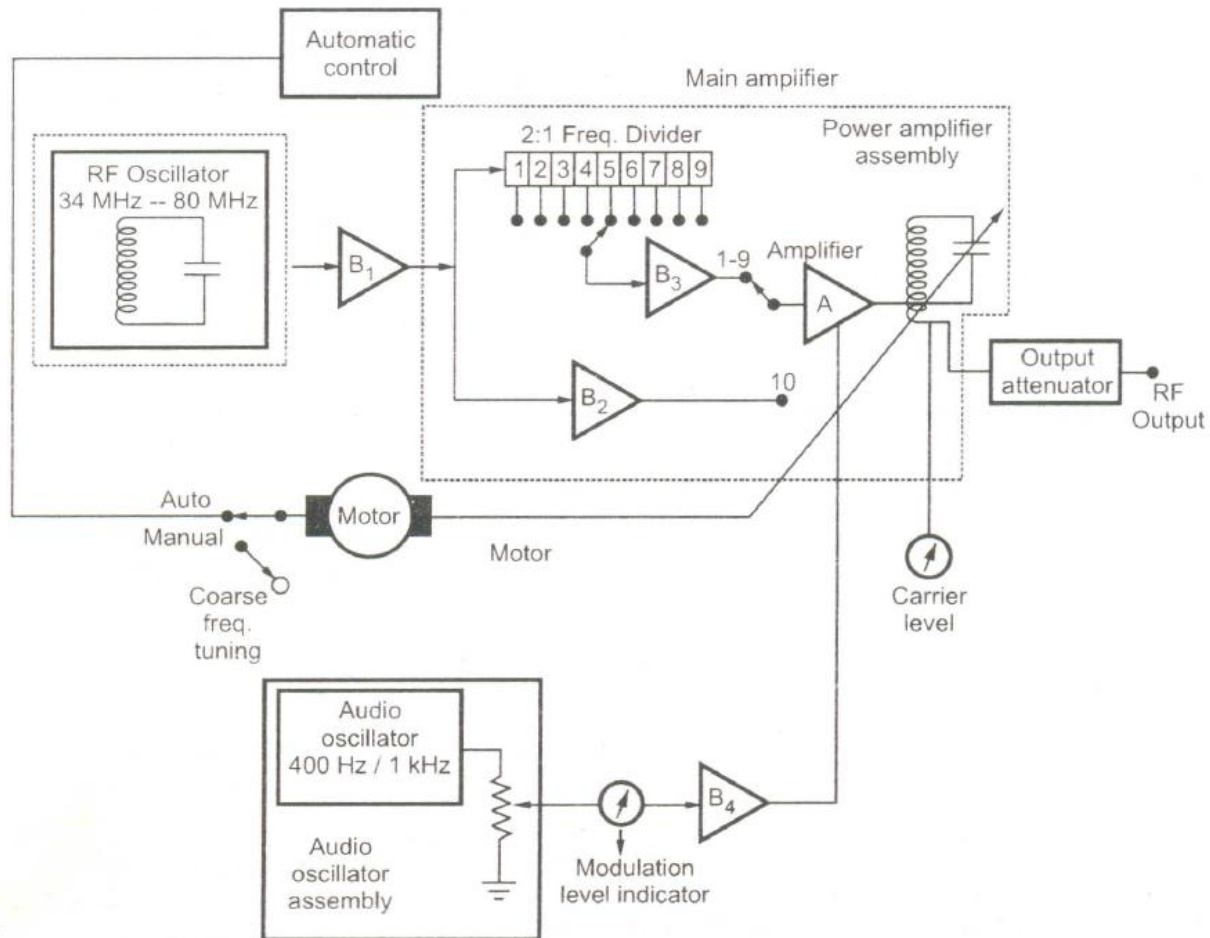 Automatic
control
Main ampiifier
2:1 Freq. Divider
1 2 3 4 5 6 7 8 9
Power amplifier
assembly
RF Oscillator
34 MHz -- 80 MHz
B1
B3
1-9
Amplifier
A
B2
10
Output
attenuator
RF
Output
Auto
Manual
Motor
Motor
Coarse
freq.
tuning
Carrier
level
Audio
oscillator
400 Hz / 1 kHz
B4
Audio
oscillator
assembly
Modulation
level indicator